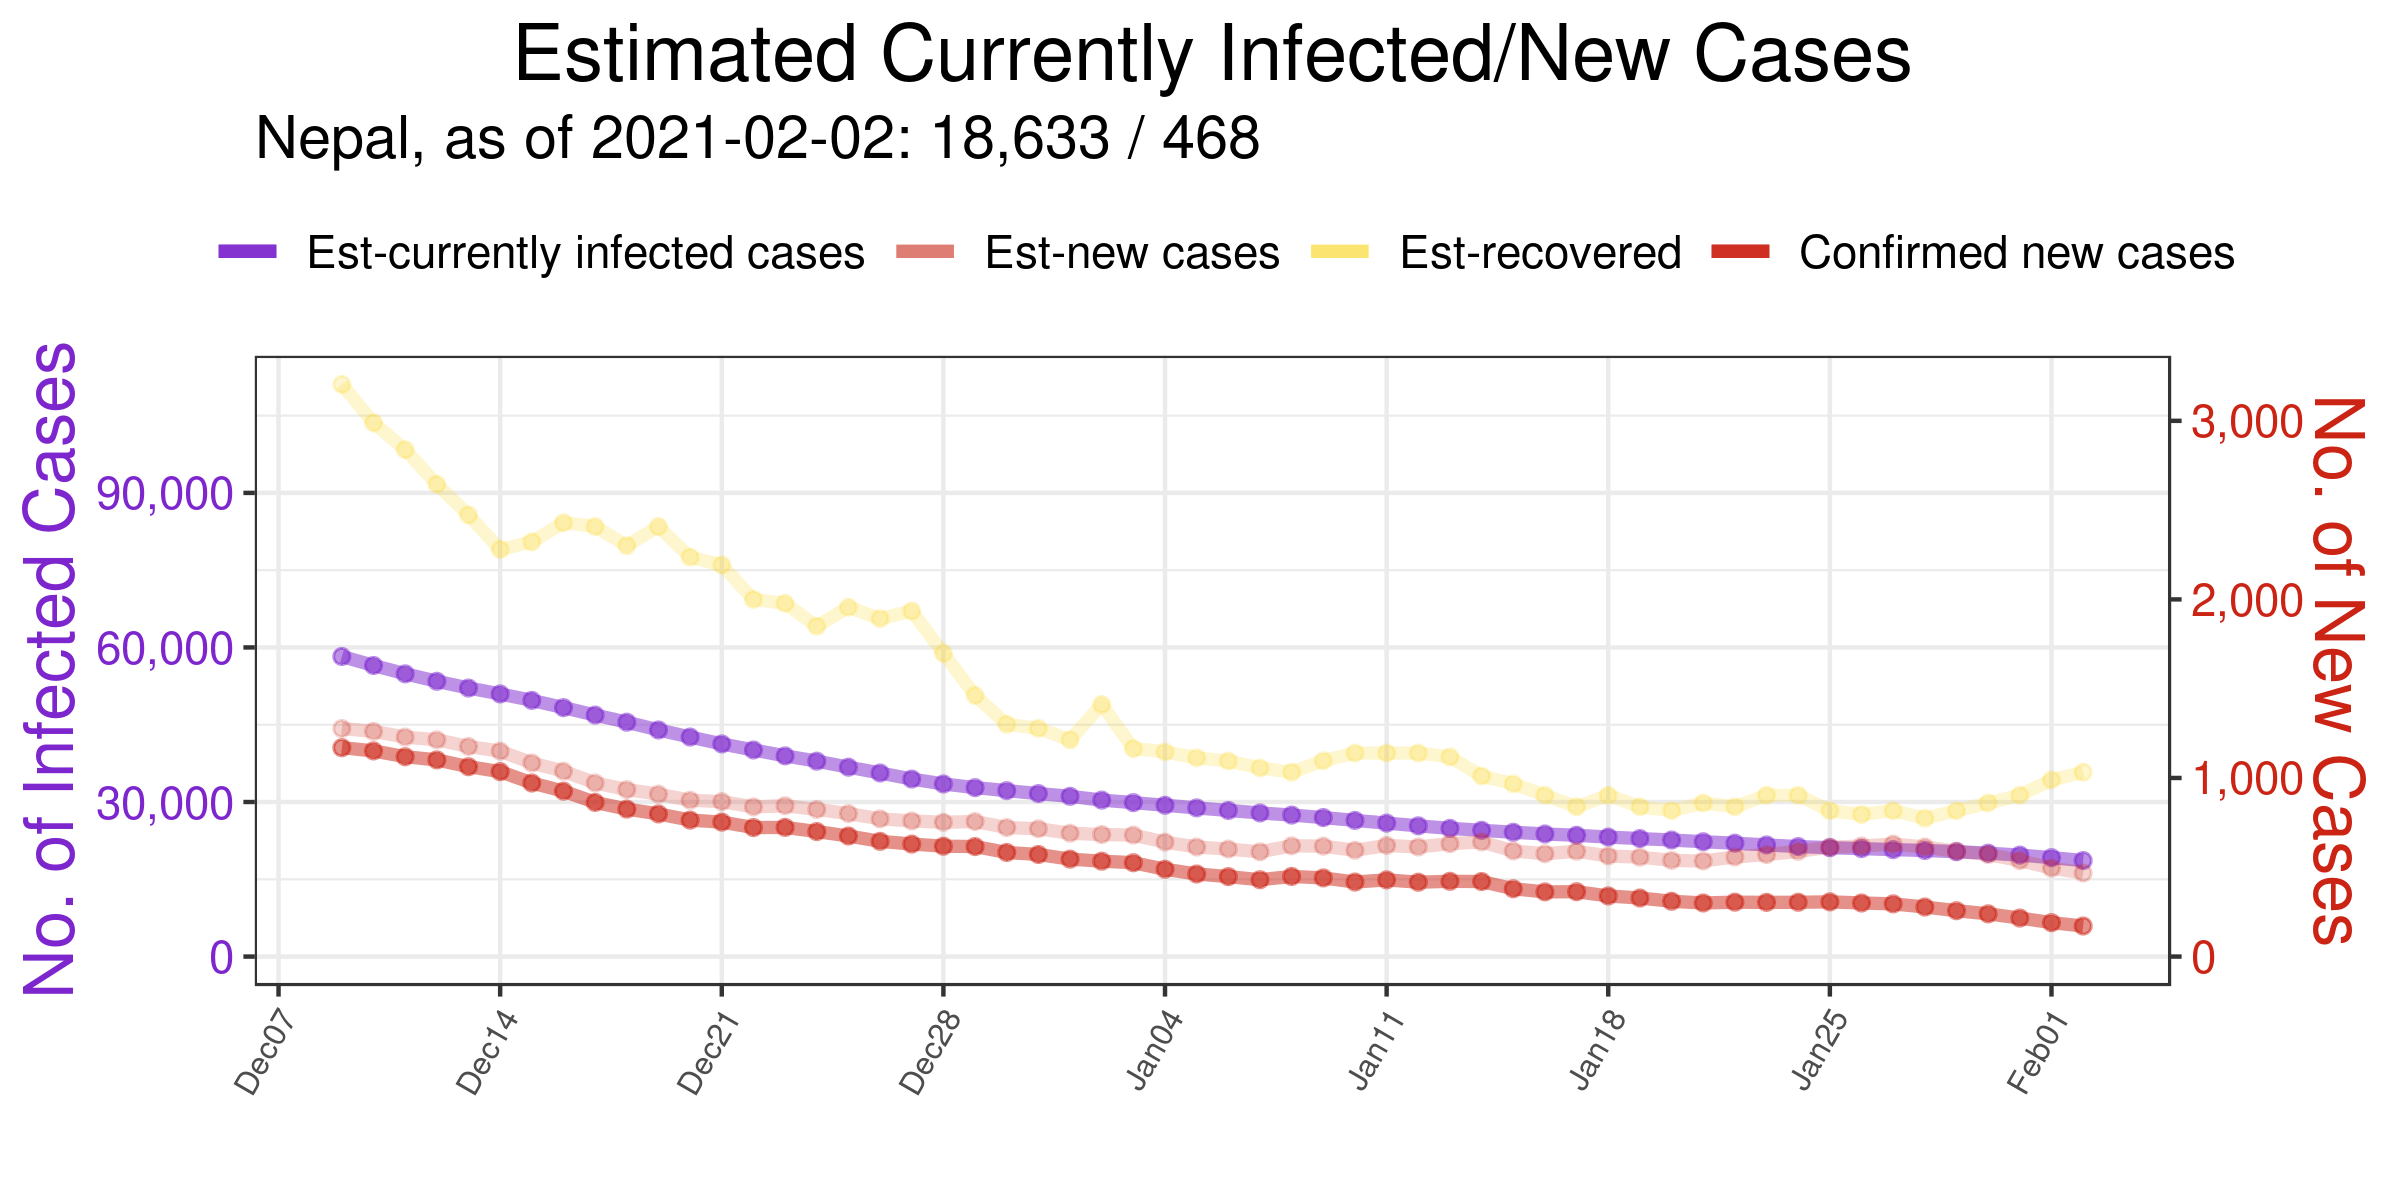 Estimated Currently Infected/New Cases
Nepal, as of 2021-02-02: 18,633 / 468
Est-currently infected cases Est-new cases Est-recovered Confirmed new cases
No. of Infected Cases
90,000
60,000
30,000
0
3,000
2,000
1,000
0
No. of New Cases
Dec07 Dec14 Dec21 Dec28 Jan04 Jan11 Jan18 Jan25 Feb01